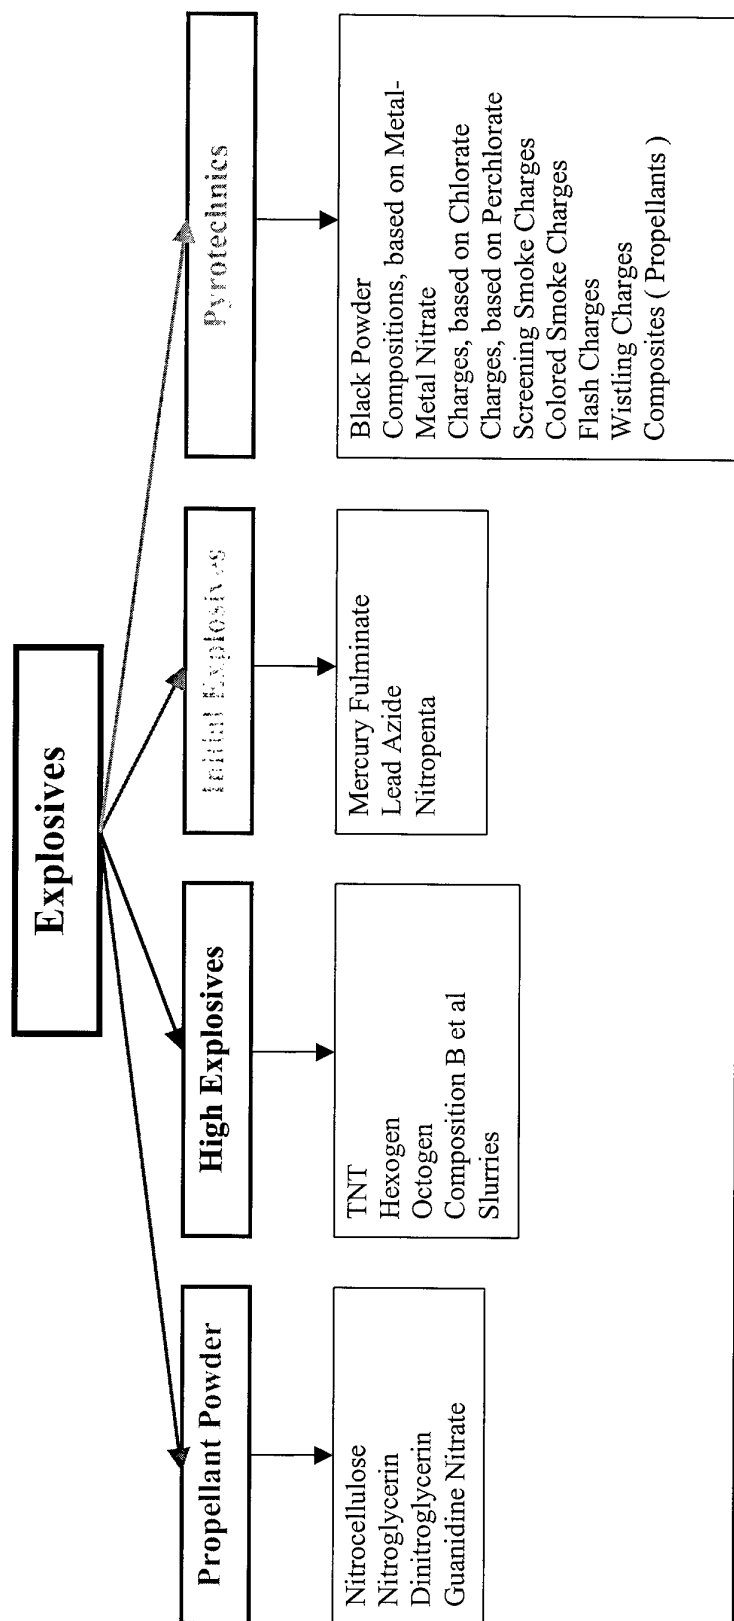 Explosives
Propellant Powder
High Explosives
Initial Explosives
Pyrotechnics
Nitrocellulose
Nitroglycerin
Dinitroglycerin
Guanidine Nitrate
TNT
Hexogen
Octogen
Composition B et al
Slurries
Mercury Fulminate
Lead Azide
Nitropenta
Black Powder
Compositions, based on Metal-
Metal Nitrate
Charges, based on Chlorate
Charges, based on Perchlorate
Screening Smoke Charges
Colored Smoke Charges
Flash Charges
Wistling Charges
Composites ( Propellants )